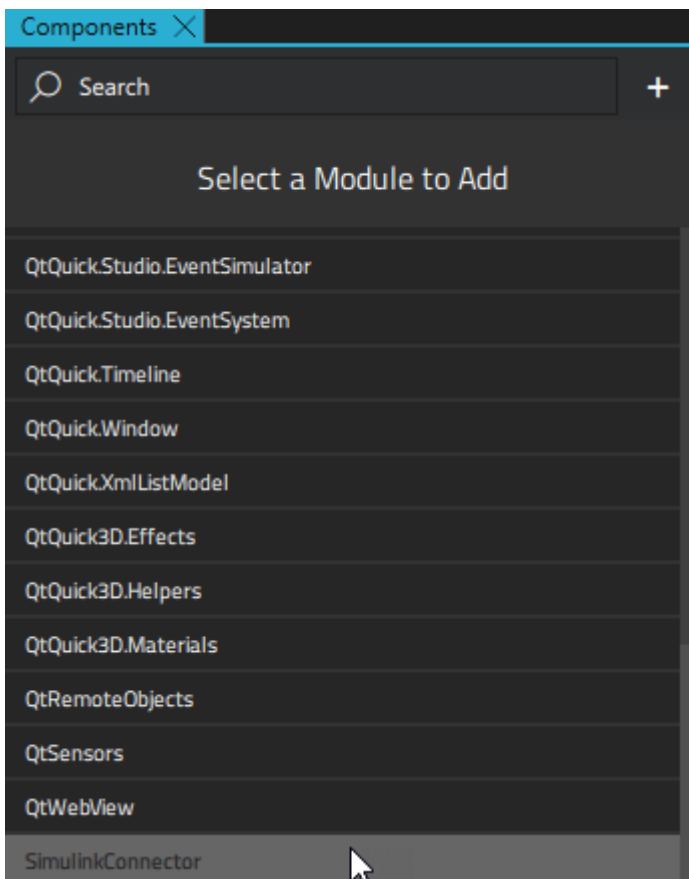 Components
Search
Select a Module to Add
QtQuick.Studio.EventSimulator
QtQuick.Studio.EventSystem
QtQuick.Timeline
QtQuick.Window
QtQuick.XmlListModel
QtQuick3D.Effects
QtQuick3D.Helpers
QtQuick3D.Materials
QtRemoteObjects
QtSensors
QtWebView
SimulinkConnector